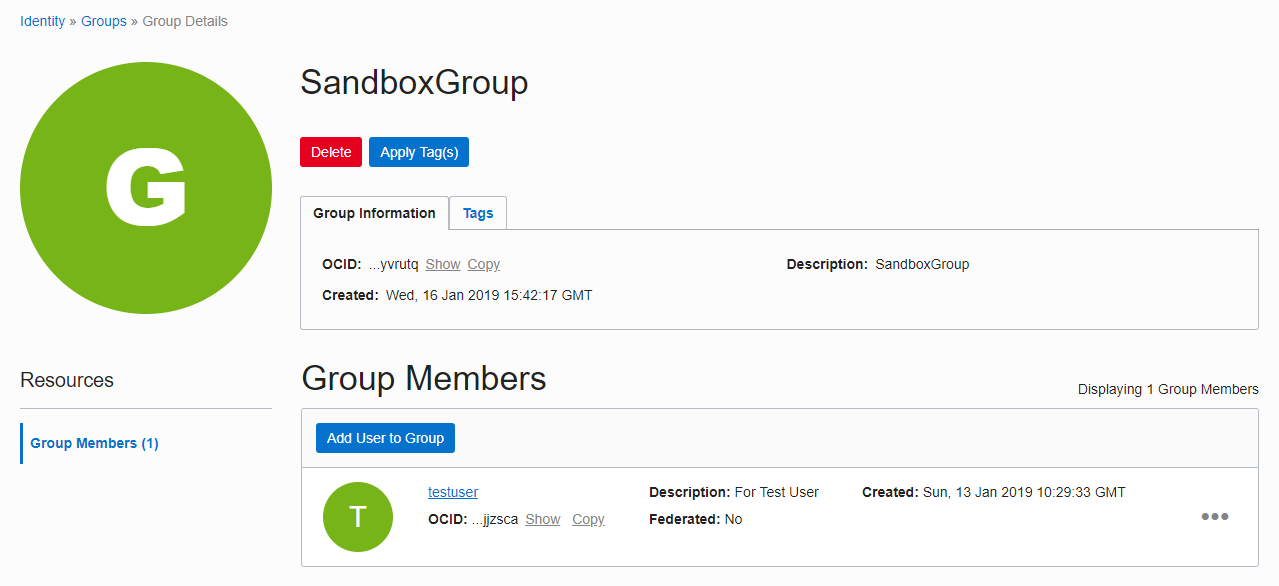 Identity » Groups » Group Details
G
SandboxGroup
Delete Apply Tag(s)
Group Information Tags
OCID: ...yvrutq Show Copy Description: SandboxGroup
Created: Wed, 16 Jan 2019 15:42:17 GMT
Resources
Group Members (1)
Group Members
Displaying 1 Group Members
Add User to Group
T
testuser Description: For Test User Created: Sun, 13 Jan 2019 10:29:33 GMT
OCID: ...jjzsca Show Copy Federated: No